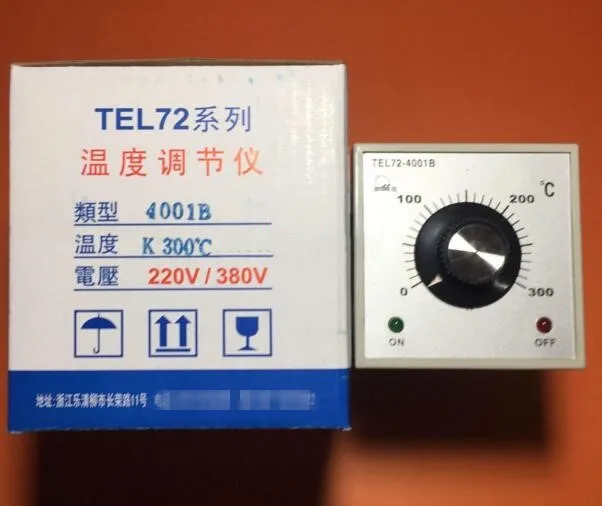 TEL72系列
温度调节仪
類型 4001B
温度 K 300℃
電壓 220V / 380V
地址:浙江乐清柳市长荣路11号
TEL72-4001B
℃
100 200
0 300
ON OFF